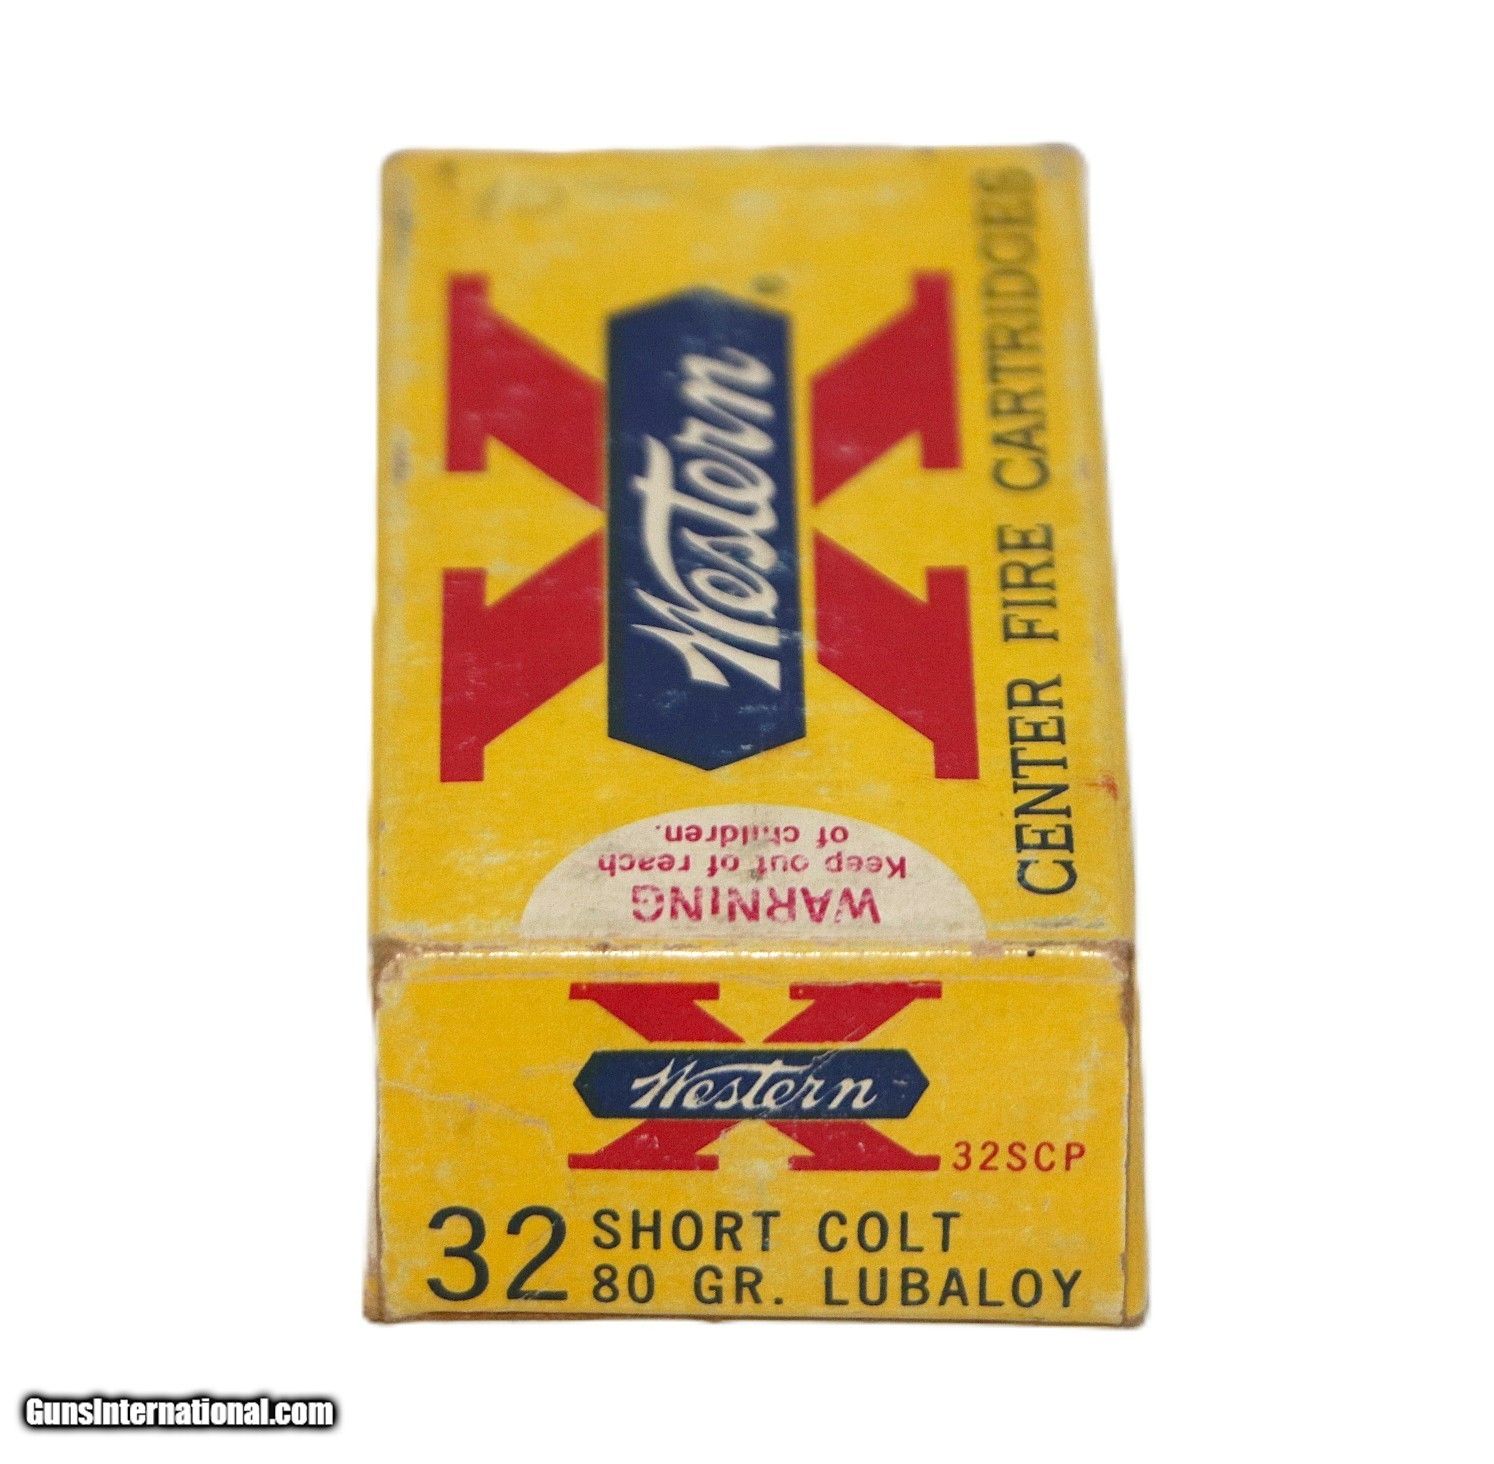 Western
®
CENTER FIRE CARTRIDGES
WARNING
Keep out of reach
of children.
Western
32SCP
32 SHORT COLT
80 GR. LUBALOY
GunsInternational.com